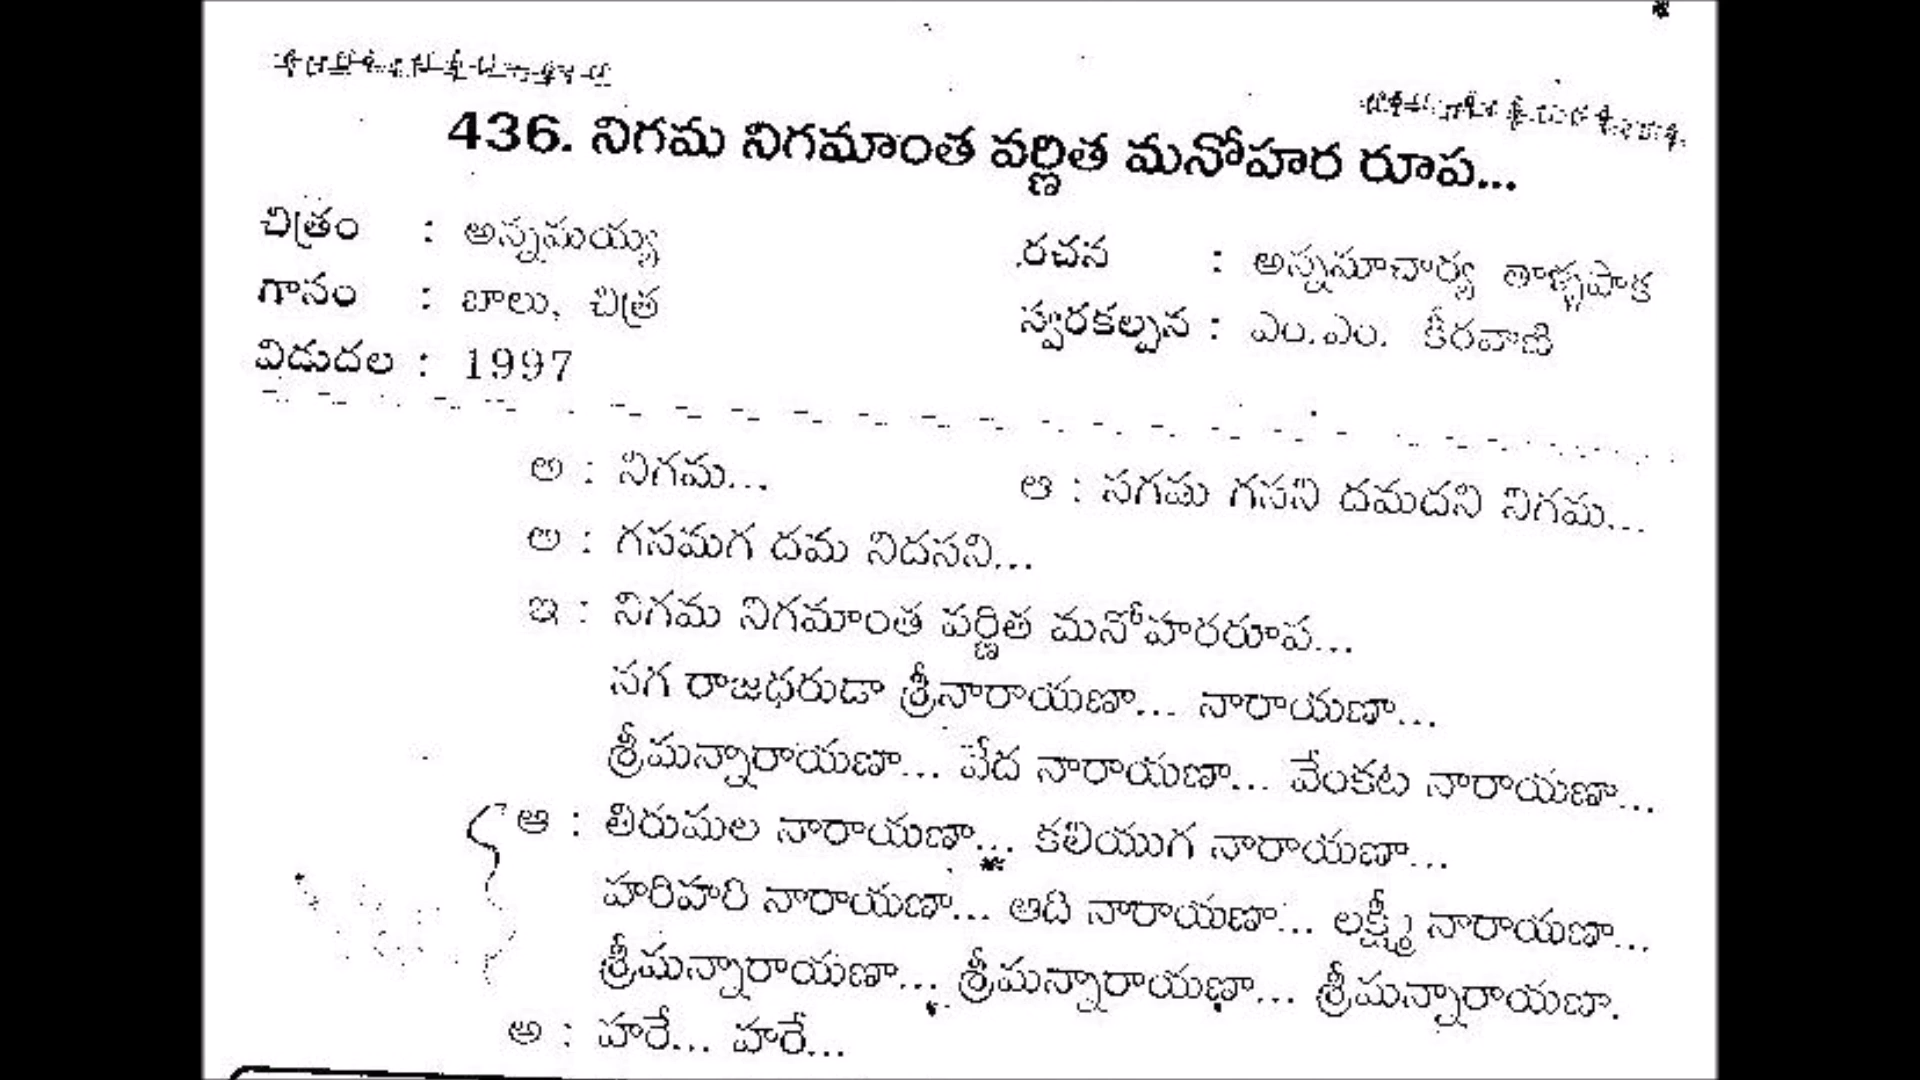 436. నిగమ నిగమాంత వర్ణిత మనోహర రూప...
చిత్రం : అన్నమయ్య
రచన : అన్నమాచార్య తాళ్ళపాక
గానం : బాలు, చిత్ర
స్వరకల్పన : ఎం.ఎం. కీరవాణి
విడుదల : 1997
అ : నిగమ... ఆ : సగమ గసని దమదని నిగమ...
అ : గసమగ దమ నిదసని...
ఇ : నిగమ నిగమాంత వర్ణిత మనోహరరూప...
నగ రాజధరుడా శ్రీనారాయణా... నారాయణా...
శ్రీమన్నారాయణా... వేద నారాయణా... వేంకట నారాయణా...
ఆ : తిరుమల నారాయణా... కలియుగ నారాయణా...
హరిహరి నారాయణా... ఆది నారాయణా... లక్ష్మీ నారాయణా...
శ్రీమన్నారాయణా... శ్రీమన్నారాయణా... శ్రీమన్నారాయణా.
అ : హరే... హరే...